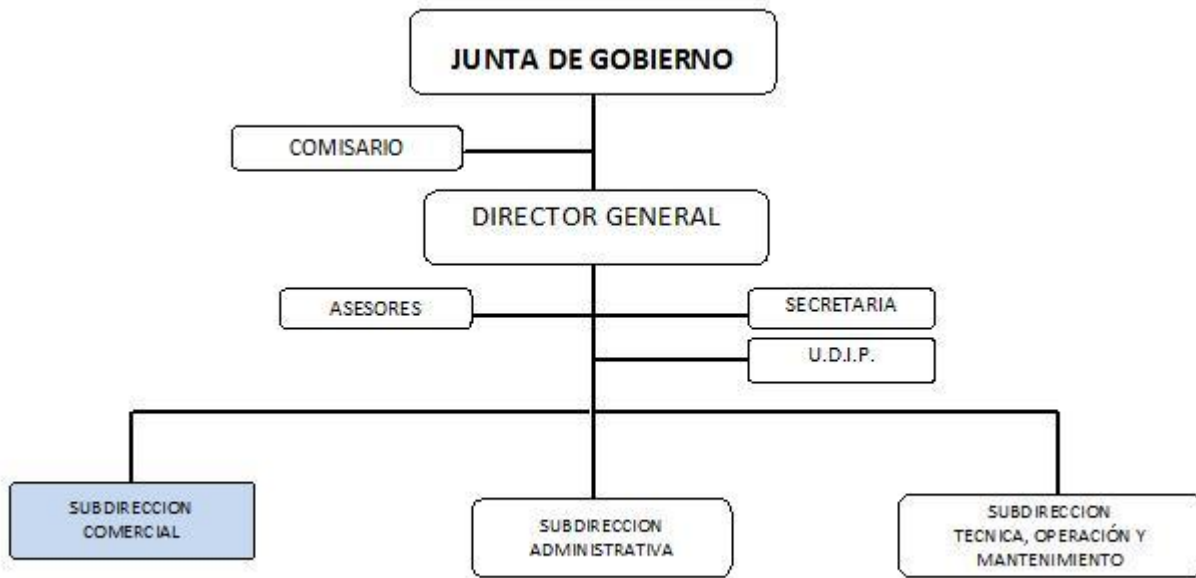 JUNTA DE GOBIERNO
COMISARIO
DIRECTOR GENERAL
ASESORES
SECRETARIA
U.D.I.P.
SUBDIRECCION
COMERCIAL
SUBDIRECCION
ADMINISTRATIVA
SUBDIRECCION
TECNICA, OPERACIÓN Y
MANTENIMIENTO